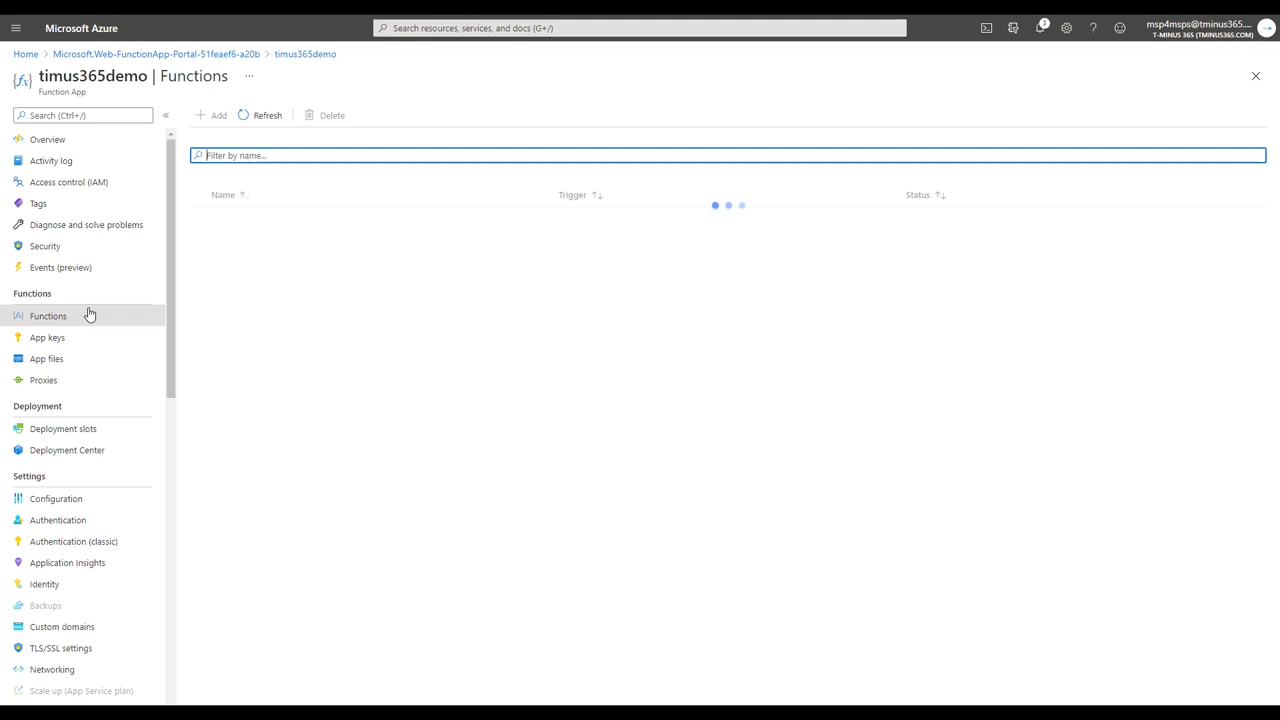 Microsoft Azure
Search resources, services, and docs (G+/)
3
msp4msps@tminus365....
T-MINUS 365 (TMINUS365.COM)
Home > Microsoft.Web-FunctionApp-Portal-51feaef6-a20b > timus365demo
timus365demo | Functions ...
Function App
Search (Ctrl+/)
«
Add
Refresh
Delete
Overview
Activity log
Access control (IAM)
Tags
Diagnose and solve problems
Security
Events (preview)
Functions
Functions
App keys
App files
Proxies
Deployment
Deployment slots
Deployment Center
Settings
Configuration
Authentication
Authentication (classic)
Application Insights
Identity
Backups
Custom domains
TLS/SSL settings
Networking
Scale up (App Service plan)
Filter by name...
Name ↑↓ Trigger ↑↓ Status ↑↓